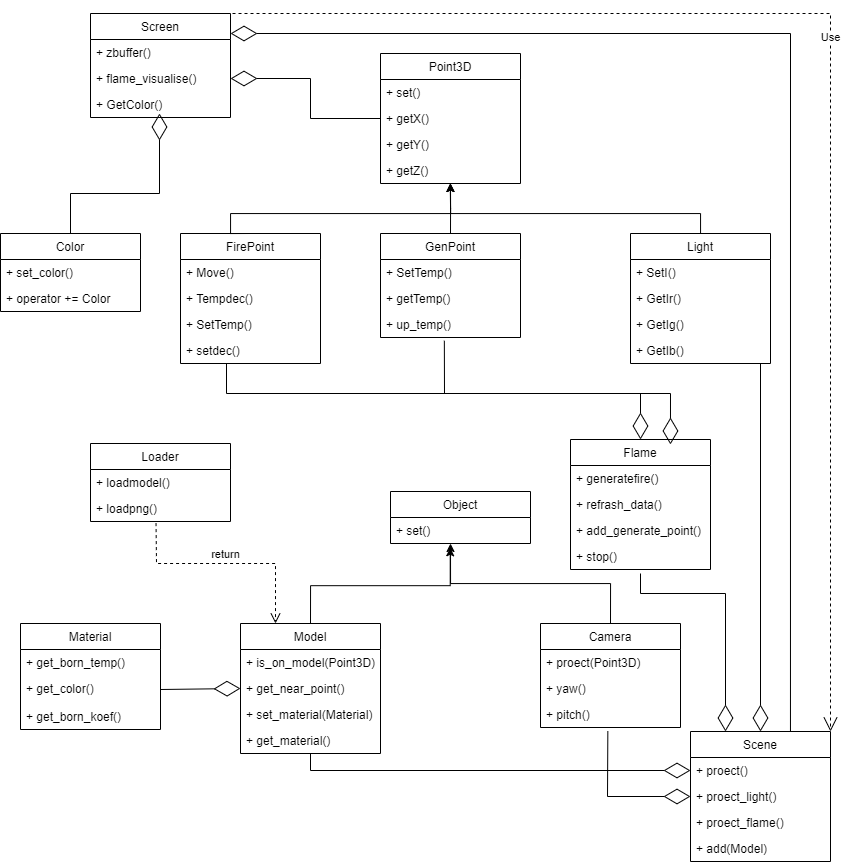 Screen
+ zbuffer()
+ flame_visualise()
+ GetColor()
Use
Point3D
+ set()
+ getX()
+ getY()
+ getZ()
Color
+ set_color()
+ operator += Color
FirePoint
+ Move()
+ Tempdec()
+ SetTemp()
+ setdec()
GenPoint
+ SetTemp()
+ getTemp()
+ up_temp()
Light
+ SetI()
+ GetIr()
+ GetIg()
+ GetIb()
Loader
+ loadmodel()
+ loadpng()
return
Object
+ set()
Flame
+ generatefire()
+ refrash_data()
+ add_generate_point()
+ stop()
Material
+ get_born_temp()
+ get_color()
+ get_born_koef()
Model
+ is_on_model(Point3D)
+ get_near_point()
+ set_material(Material)
+ get_material()
Camera
+ proect(Point3D)
+ yaw()
+ pitch()
Scene
+ proect()
+ proect_light()
+ proect_flame()
+ add(Model)